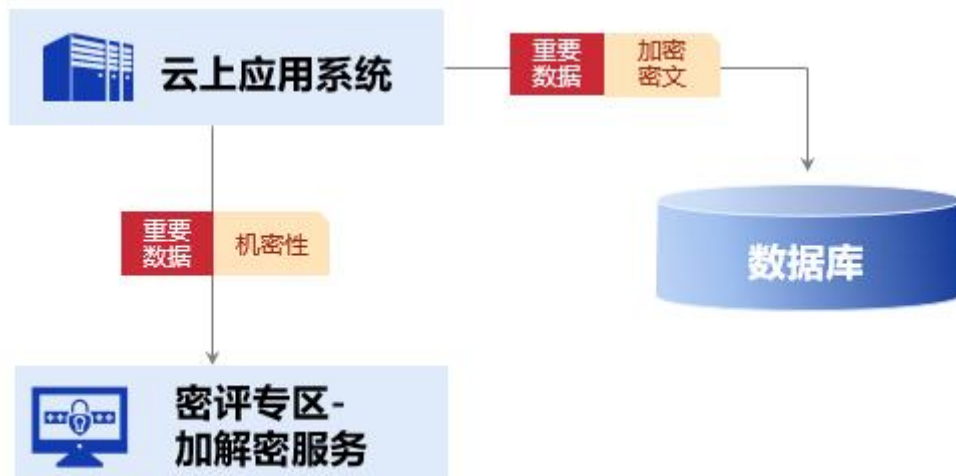 云上应用系统
重要
数据
加密
密文
重要
数据
机密性
数据库
密评专区-
加解密服务